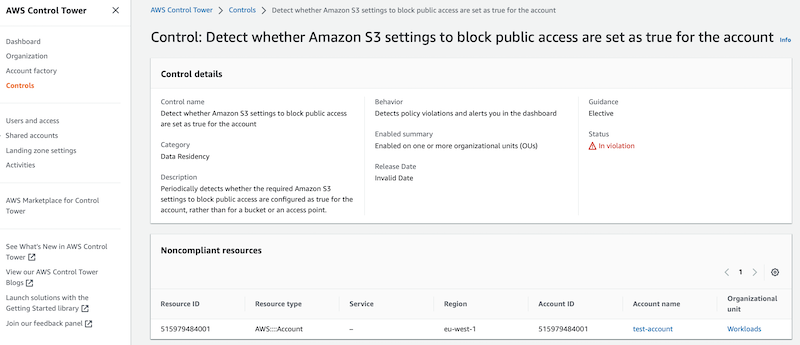 AWS Control Tower
Dashboard
Organization
Account factory
Controls
Users and access
Shared accounts
Landing zone settings
Activities
AWS Marketplace for Control
Tower
See What's New in AWS Control
Tower
View our AWS Control Tower
Blogs
Launch solutions with the
Getting Started library
Join our feedback panel
AWS Control Tower > Controls > Detect whether Amazon S3 settings to block public access are set as true for the account
Control: Detect whether Amazon S3 settings to block public access are set as true for the account Info
Control details
Control name
Detect whether Amazon S3 settings to block public access
are set as true for the account
Category
Data Residency
Description
Periodically detects whether the required Amazon S3
settings to block public access are configured as true for the
account, rather than for a bucket or an access point.
Behavior
Detects policy violations and alerts you in the dashboard
Enabled summary
Enabled on one or more organizational units (OUs)
Release Date
Invalid Date
Guidance
Elective
Status
In violation
Noncompliant resources
1
Resource ID Resource type Service Region Account ID Account name Organizational
unit
515979484001 AWS::::Account – eu-west-1 515979484001 test-account Workloads